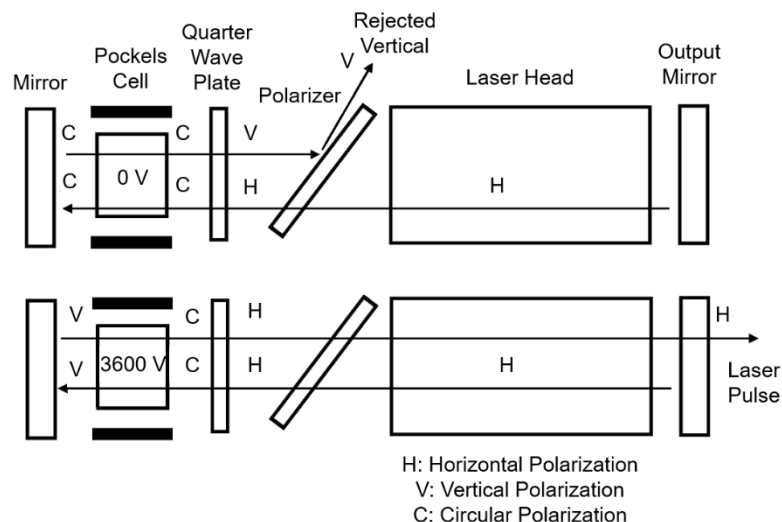 Rejected
Vertical
Quarter
Wave
Plate
Pockels
Cell
Mirror
Polarizer
Laser Head
Output
Mirror
V
C
C
V
C
0 V
C
H
H
V
C
H
H
V
3600 V
C
H
H
Laser
Pulse
H: Horizontal Polarization
V: Vertical Polarization
C: Circular Polarization